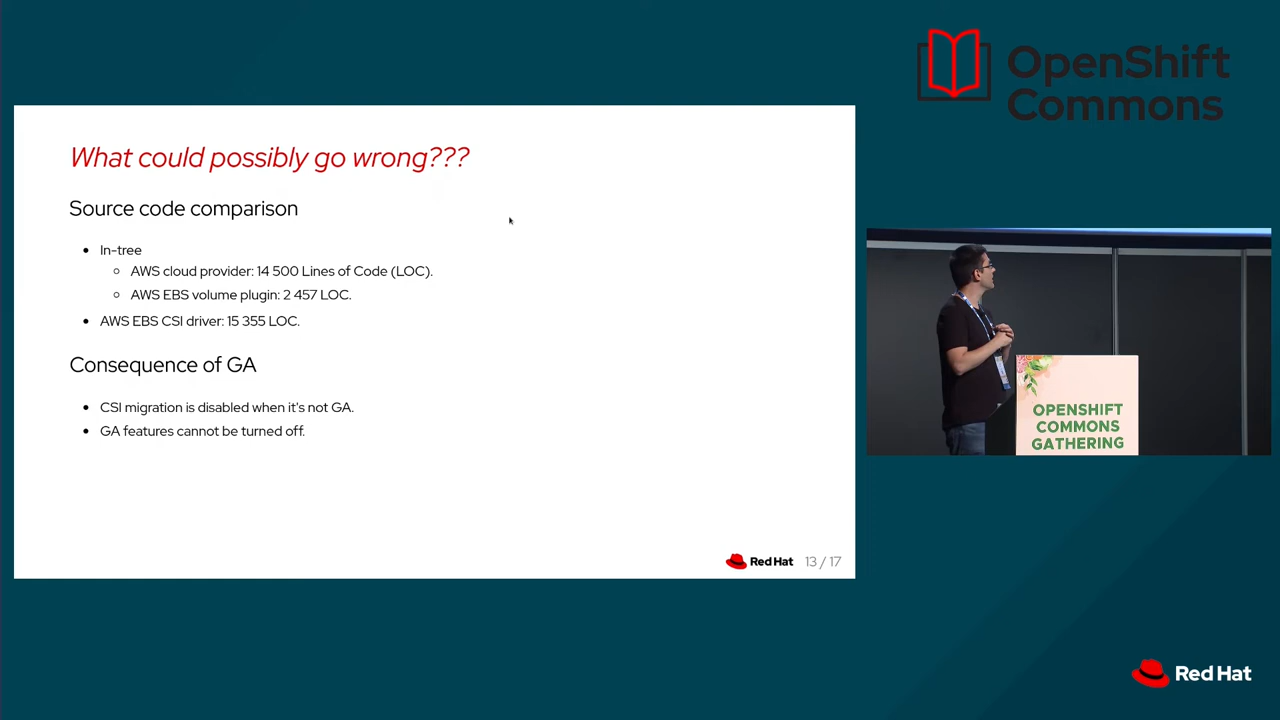 OpenShift
Commons
What could possibly go wrong???
Source code comparison
In-tree
AWS cloud provider: 14 500 Lines of Code (LOC).
AWS EBS volume plugin: 2 457 LOC.
AWS EBS CSI driver: 15 355 LOC.
Consequence of GA
CSI migration is disabled when it's not GA.
GA features cannot be turned off.
Red Hat 13 / 17
OPENSHIFT
COMMONS
GATHERING
Red Hat